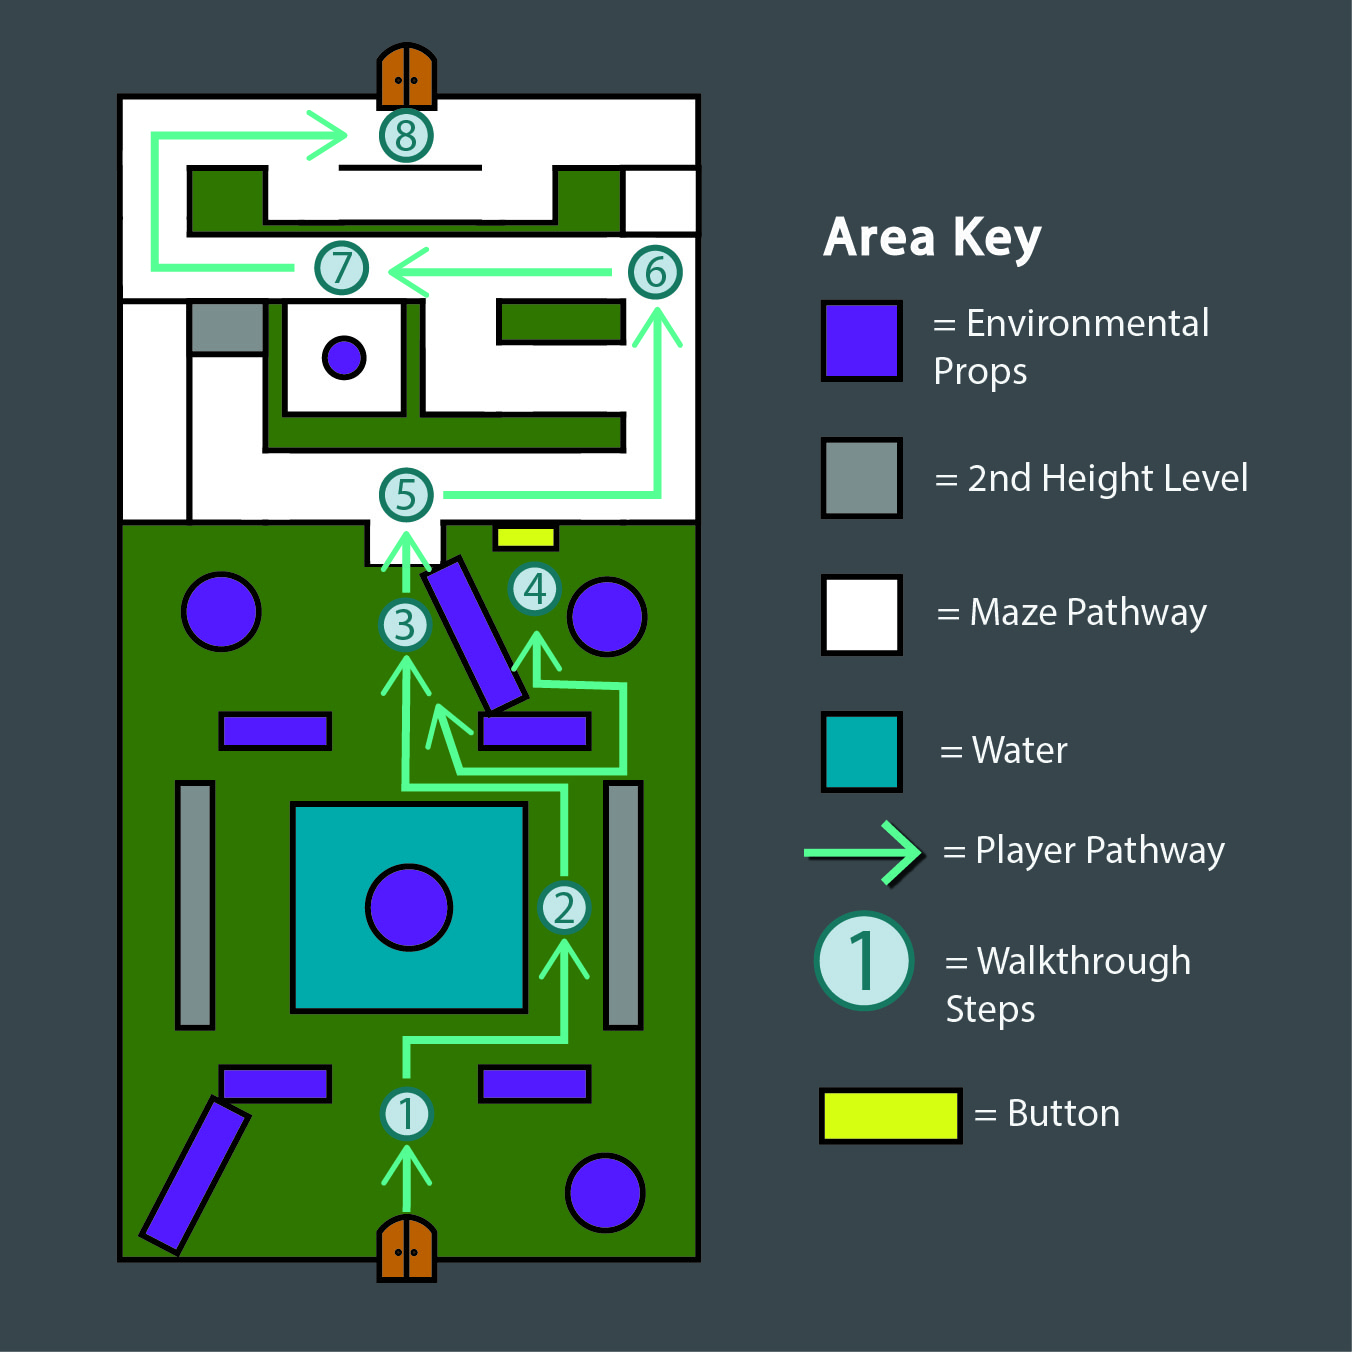 8
7
6
5
4
3
2
1
Area Key
= Environmental
Props
= 2nd Height Level
= Maze Pathway
= Water
= Player Pathway
1
= Walkthrough
Steps
= Button